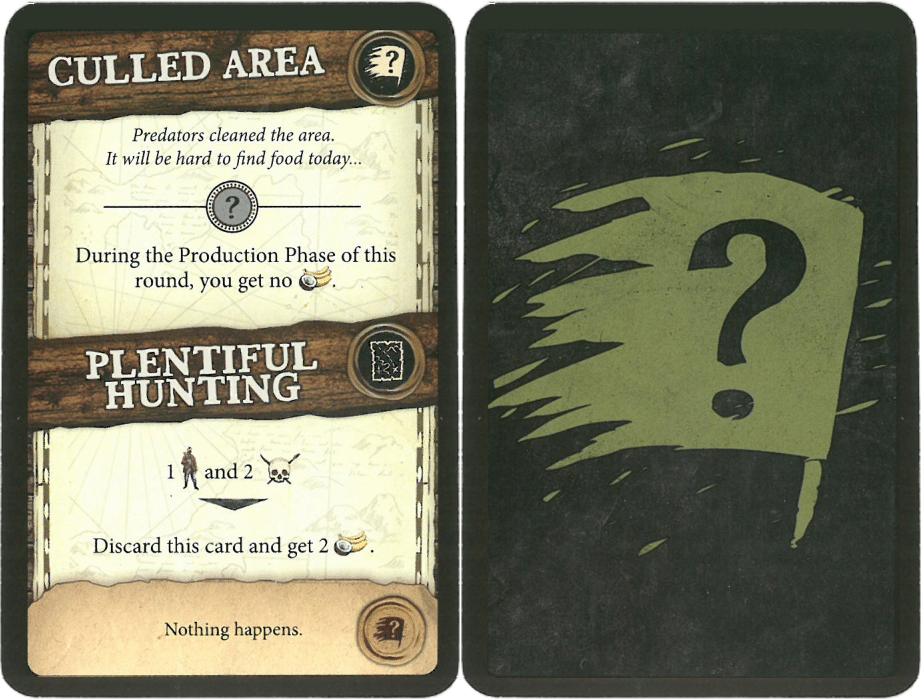 CULLED AREA
?
Predators cleaned the area.
It will be hard to find food today...
?
During the Production Phase of this
round, you get no .
PLENTIFUL
HUNTING
1 and 2
Discard this card and get 2 .
Nothing happens.
?
?